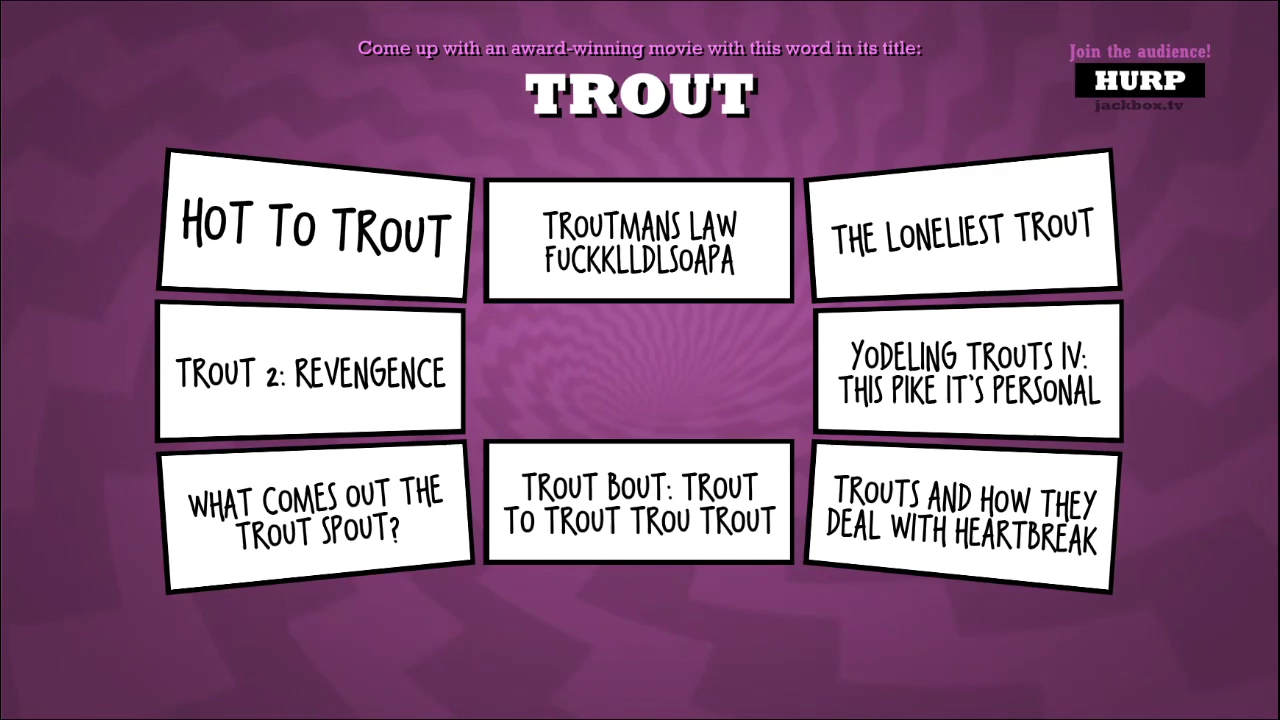 Come up with an award-winning movie with this word in its title:
TROUT
Join the audience!
HURP
jackbox.tv
HOT TO TROUT
TROUTMANS LAW
FUCKKLLDLSOAPA
THE LONELIEST TROUT
TROUT 2: REVENGENCE
YODELING TROUTS IV:
THIS PIKE IT'S PERSONAL
WHAT COMES OUT THE
TROUT SPOUT?
TROUT BOUT: TROUT
TO TROUT TROU TROUT
TROUTS AND HOW THEY
DEAL WITH HEARTBREAK